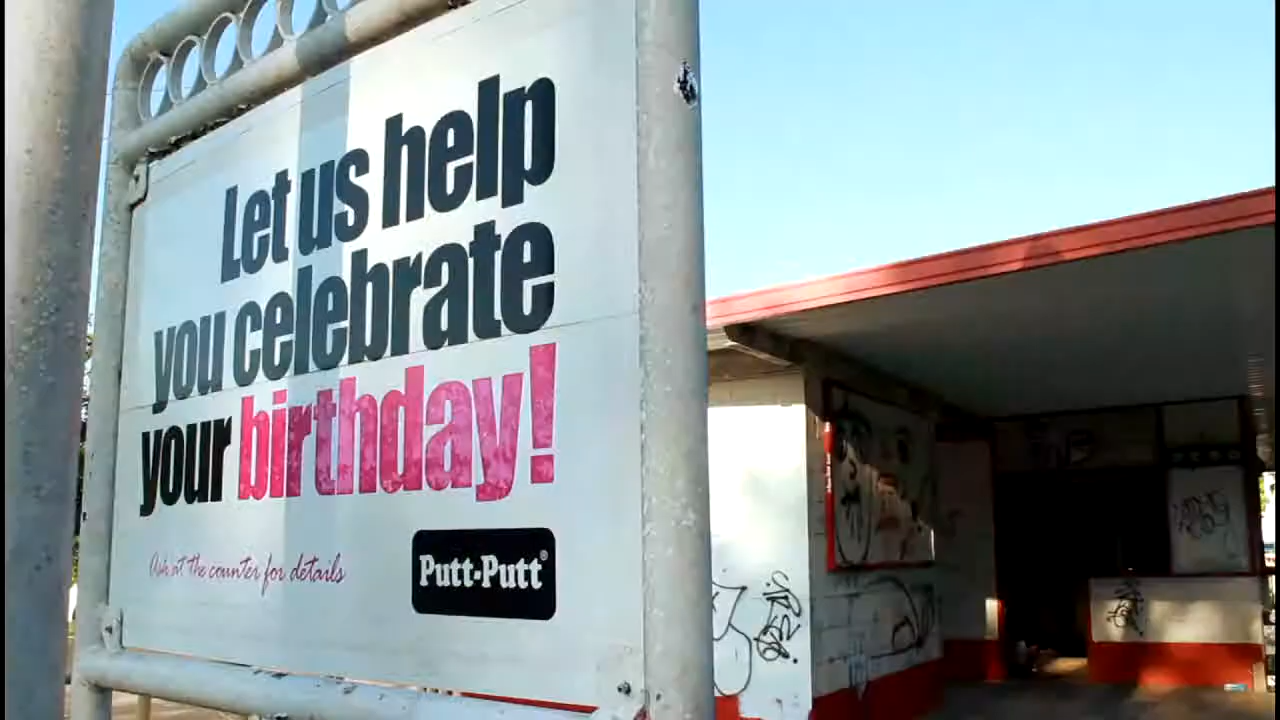 Let us help
you celebrate
your birthday!
Ask at the counter for details
Putt-Putt®